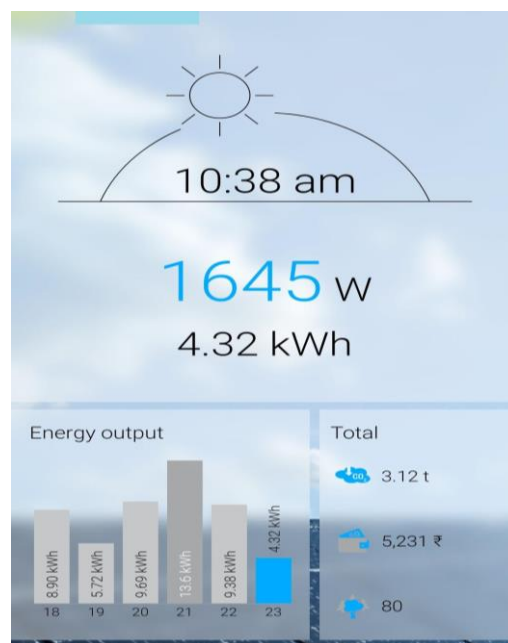 10:38 am
1645 W
4.32 kWh
Energy output
8.90 kWh
5.72 kWh
9.69 kWh
13.6 kWh
9.38 kWh
4.32 kWh
18 19 20 21 22 23
Total
CO₂
3.12 t
5,231 ₹
80